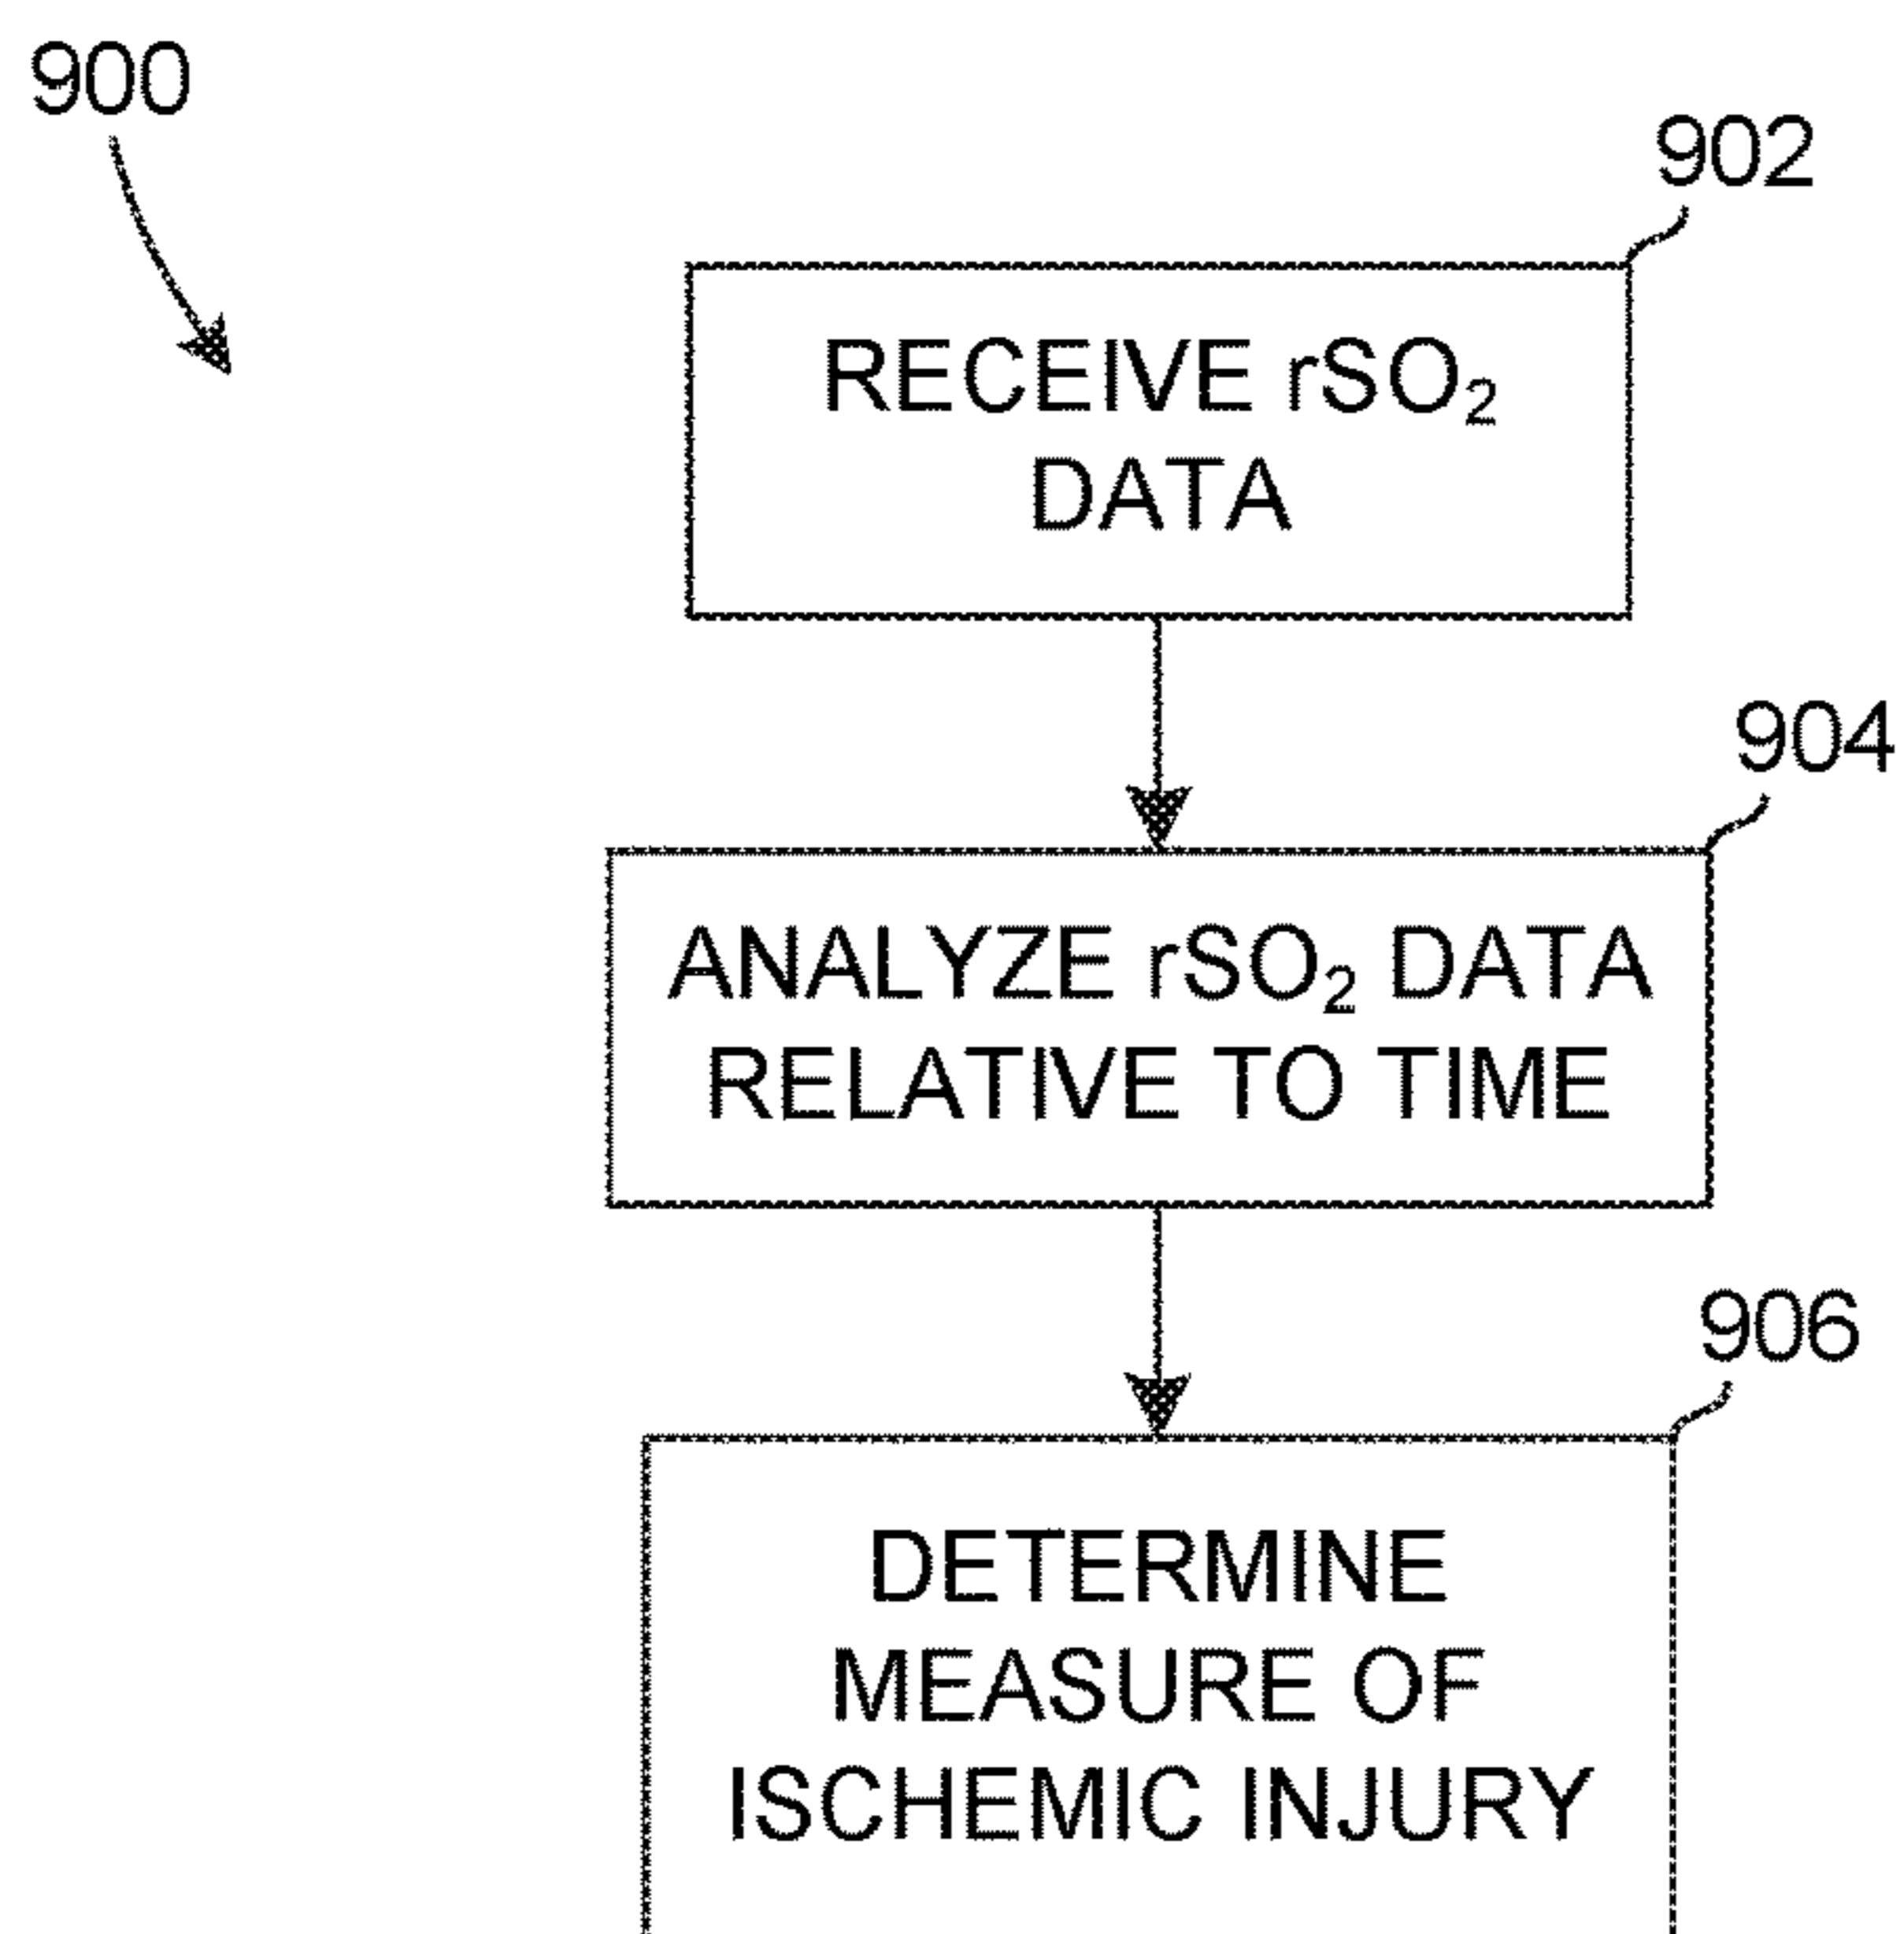 900
902
RECEIVE rSO₂
DATA
904
ANALYZE rSO₂ DATA
RELATIVE TO TIME
906
DETERMINE
MEASURE OF
ISCHEMIC INJURY